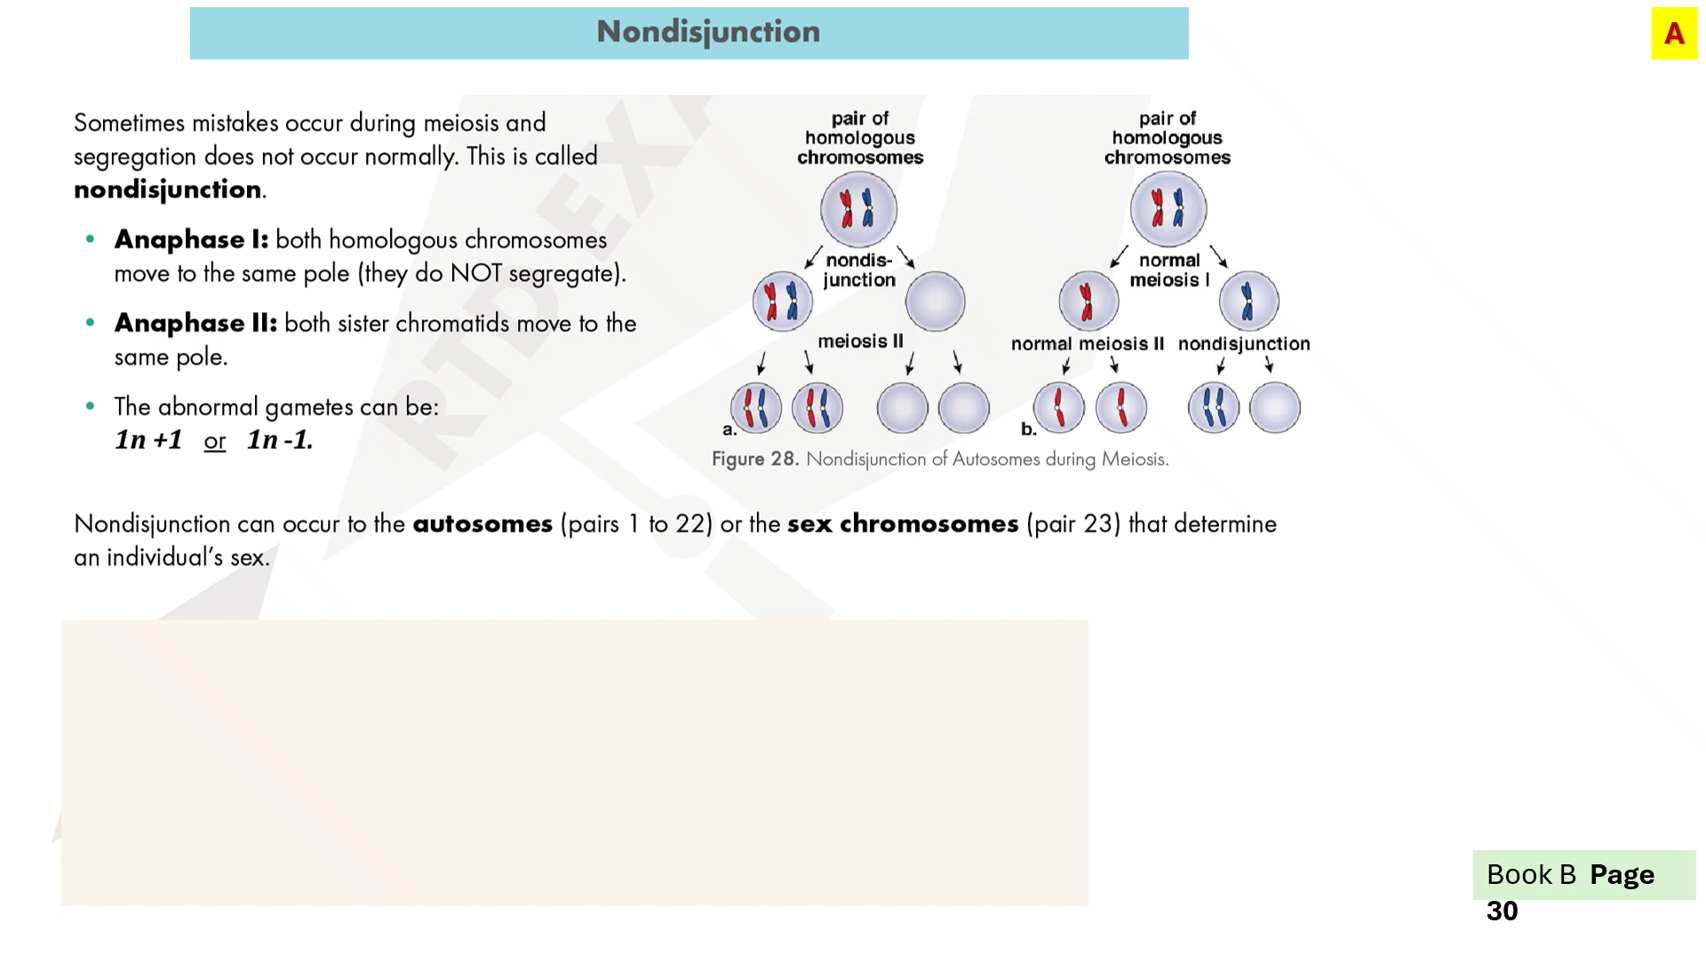 Nondisjunction
A
Sometimes mistakes occur during meiosis and
segregation does not occur normally. This is called
nondisjunction.
• Anaphase I: both homologous chromosomes
move to the same pole (they do NOT segregate).
• Anaphase II: both sister chromatids move to the
same pole.
• The abnormal gametes can be:
1n +1 or 1n -1.
pair of
homologous
chromosomes
nondis-
junction
meiosis II
a.
pair of
homologous
chromosomes
normal
meiosis I
normal meiosis II nondisjunction
b.
Figure 28. Nondisjunction of Autosomes during Meiosis.
Nondisjunction can occur to the autosomes (pairs 1 to 22) or the sex chromosomes (pair 23) that determine
an individual's sex.
Book B Page
30
RTD EXA